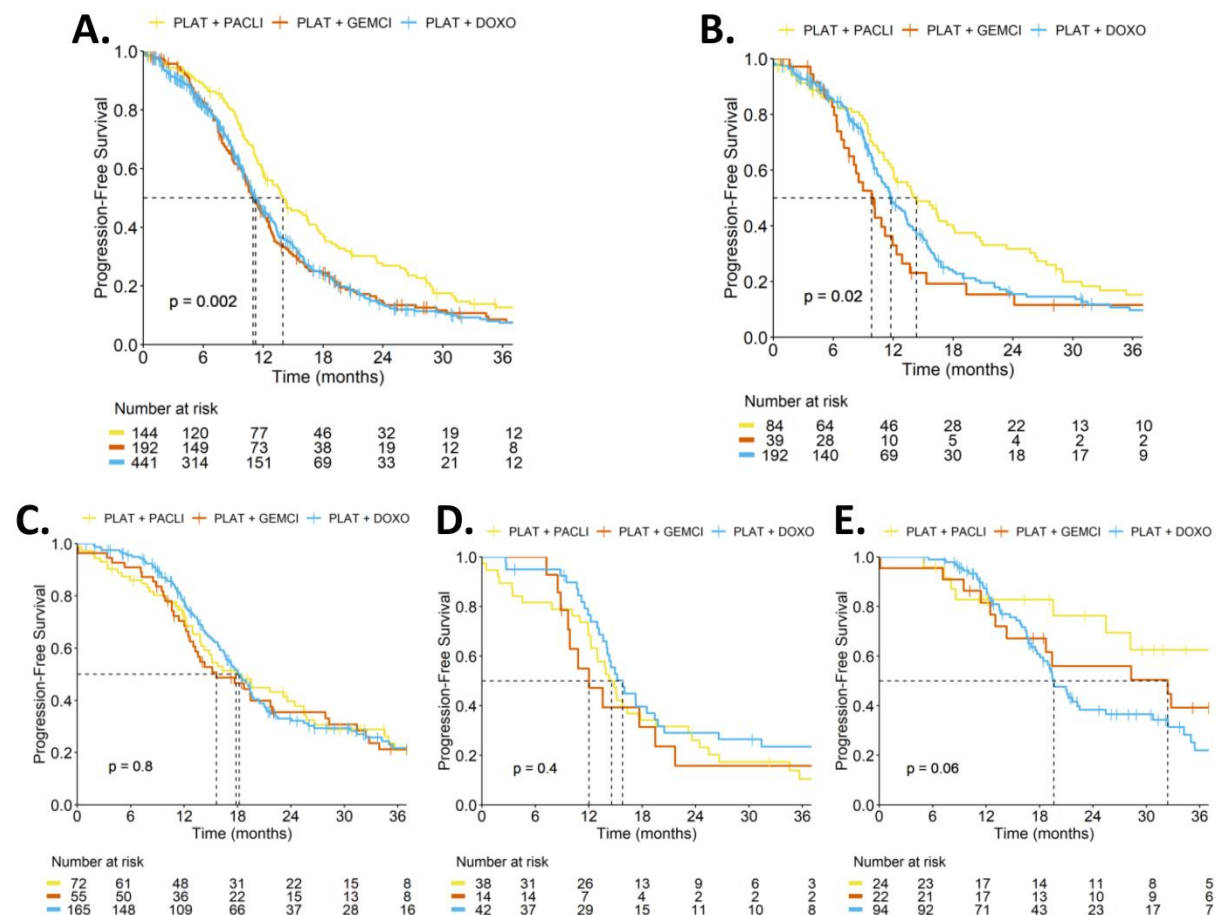 A.
PLAT + PACLI PLAT + GEMCI PLAT + DOXO
Progression-Free Survival
1.0
0.8
0.6
0.4
0.2
0.0
p = 0.002
0 6 12 18 24 30 36
Time (months)
Number at risk
144 120 77 46 32 19 12
192 149 73 38 19 12 8
441 314 151 69 33 21 12
B.
PLAT + PACLI PLAT + GEMCI PLAT + DOXO
Progression-Free Survival
1.0
0.8
0.6
0.4
0.2
0.0
p = 0.02
0 6 12 18 24 30 36
Time (months)
Number at risk
84 64 46 28 22 13 10
39 28 10 5 4 2 2
192 140 69 30 18 17 9
C.
PLAT + PACLI PLAT + GEMCI PLAT + DOXO
Progression-Free Survival
1.0
0.8
0.6
0.4
0.2
0.0
p = 0.8
0 6 12 18 24 30 36
Time (months)
Number at risk
72 61 48 31 22 15 8
55 50 36 22 15 13 8
165 148 109 66 37 28 16
D.
PLAT + PACLI PLAT + GEMCI PLAT + DOXO
Progression-Free Survival
1.0
0.8
0.6
0.4
0.2
0.0
p = 0.4
0 6 12 18 24 30 36
Time (months)
Number at risk
38 31 26 13 9 6 3
14 14 7 4 2 2 2
42 37 29 15 11 10 8
E.
PLAT + PACLI PLAT + GEMCI PLAT + DOXO
Progression-Free Survival
1.0
0.8
0.6
0.4
0.2
0.0
p = 0.06
0 6 12 18 24 30 36
Time (months)
Number at risk
24 23 17 14 11 8 5
22 21 17 13 10 9 6
94 92 71 43 23 17 7